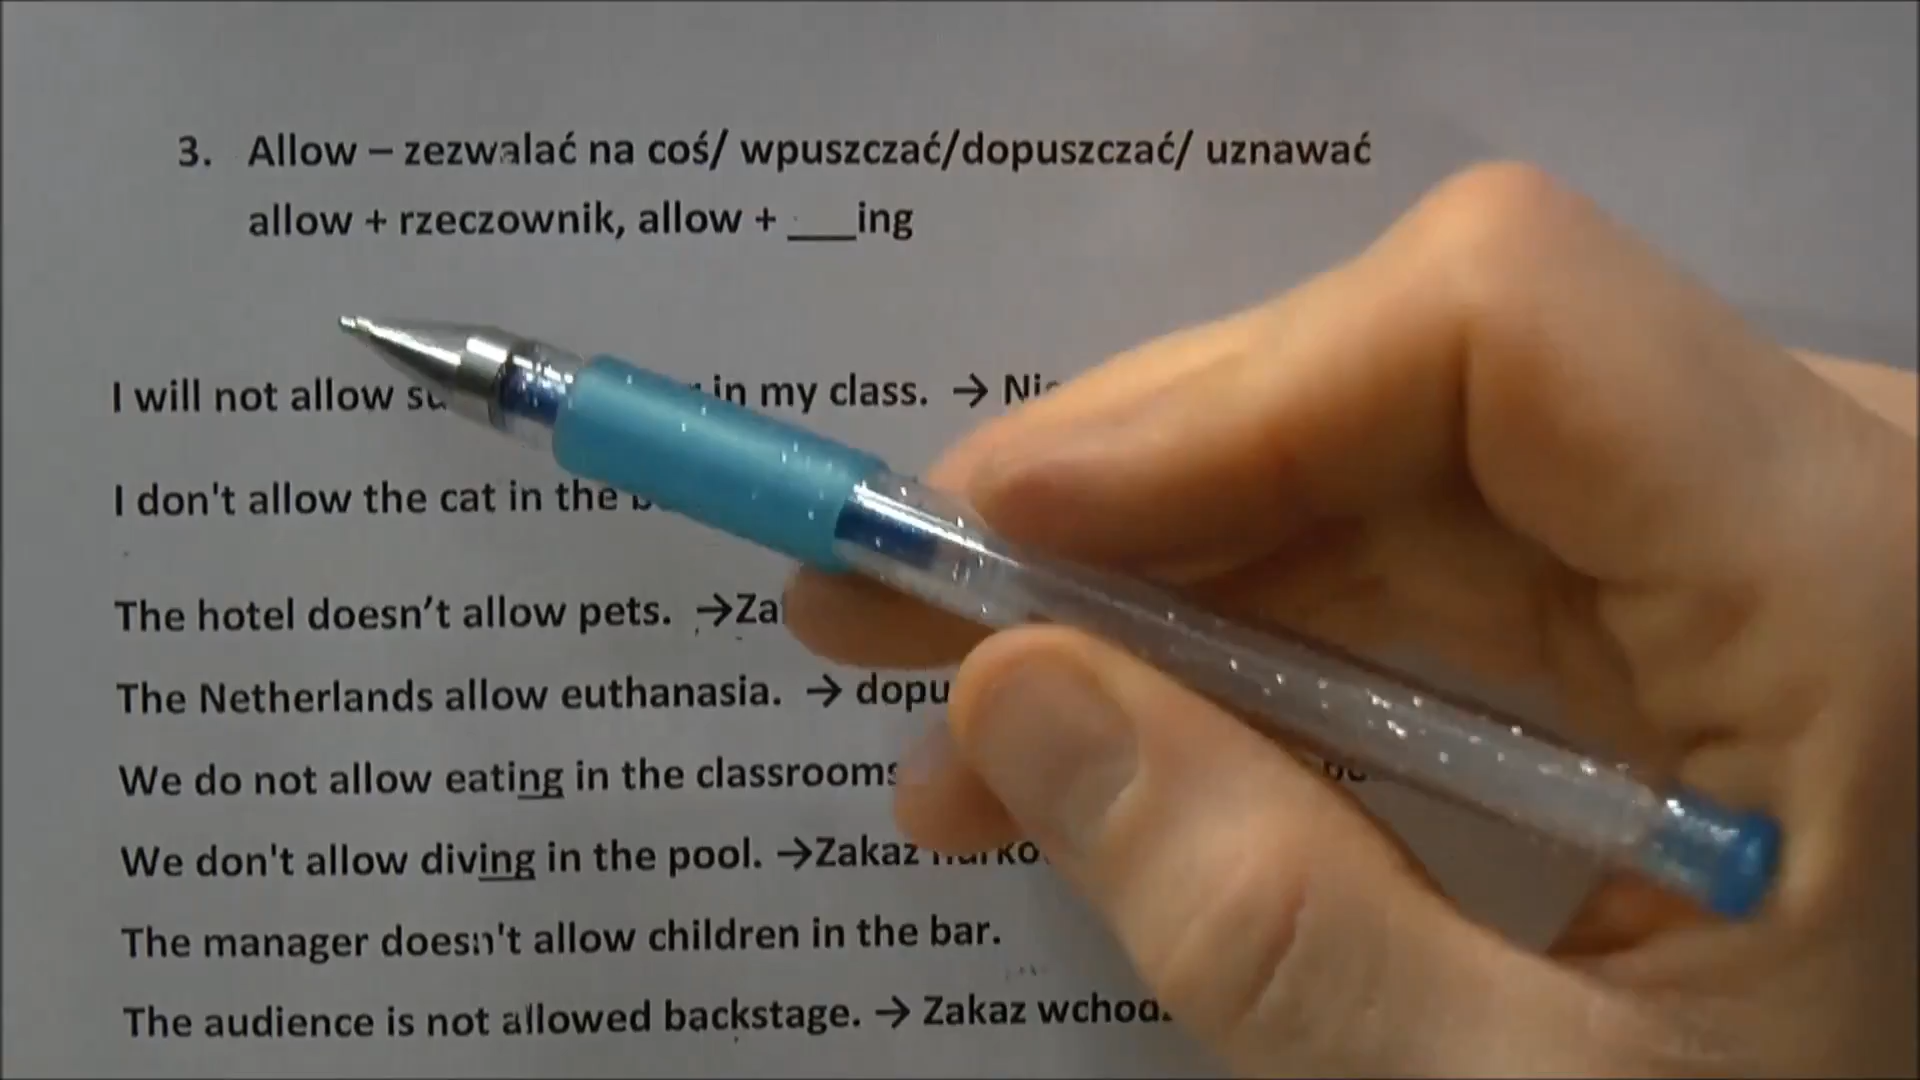 3. Allow – zezwalać na coś/ wpuszczać/dopuszczać/ uznawać
allow + rzeczownik, allow + ___ing
I will not allow in my class. →
I don't allow the cat in the
The hotel doesn’t allow pets. →
The Netherlands allow euthanasia. →
We do not allow eating in the classrooms
We don't allow diving in the pool. →Zakaz
The manager doesn't allow children in the bar.
The audience is not allowed backstage. → Zakaz